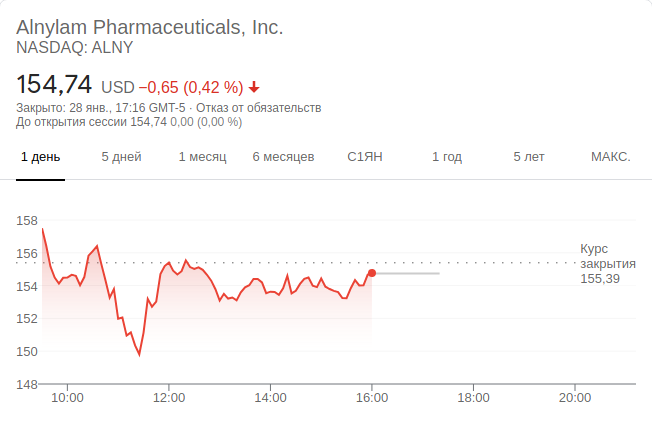 Alnylam Pharmaceuticals, Inc.
NASDAQ: ALNY
154,74 USD −0,65 (0,42 %)
Закрыто: 28 янв., 17:16 GMT-5 · Отказ от обязательств
До открытия сессии 154,74 0,00 (0,00 %)
1 день 5 дней 1 месяц 6 месяцев С1ЯН 1 год 5 лет МАКС.
158
156
154
152
150
148
Курс
закрытия
155,39
10:00 12:00 14:00 16:00 18:00 20:00